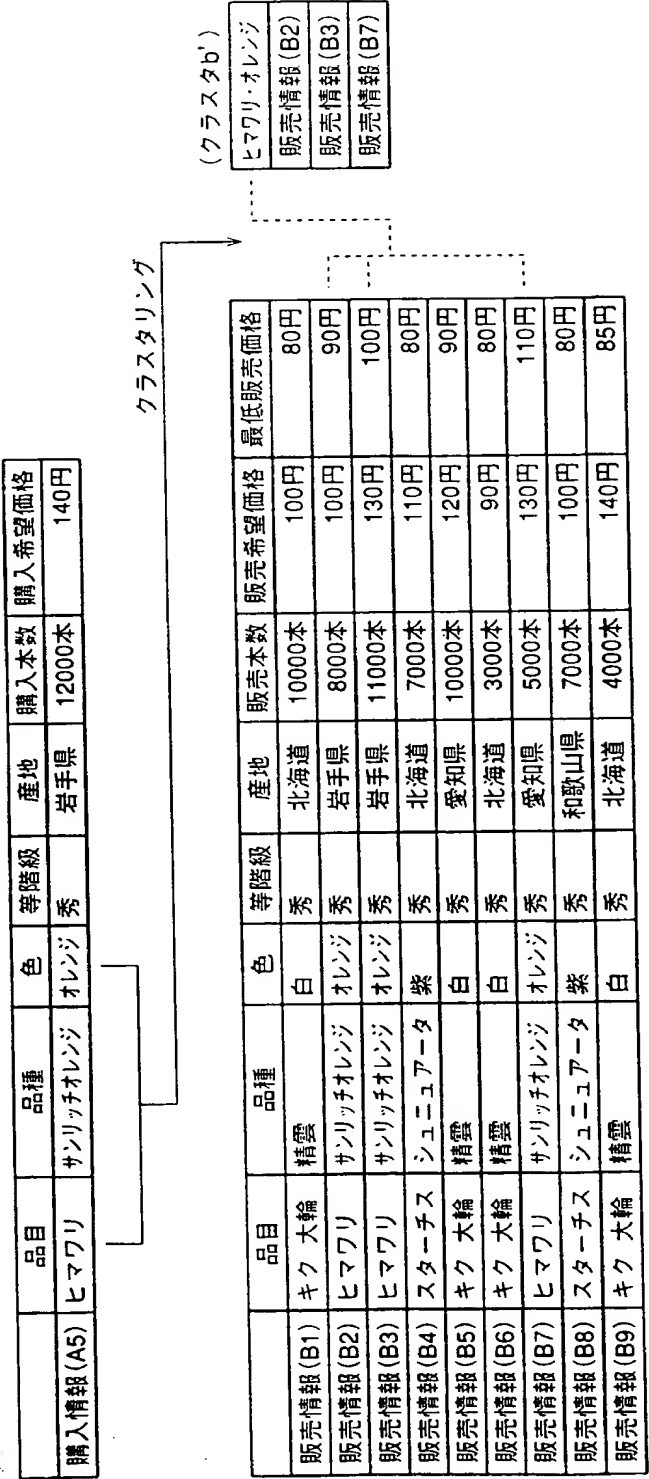 品目 品種 色 等階級 産地 購入本数 購入希望価格
購入情報(A5) ヒマワリ サンリッチオレンジ オレンジ 秀 岩手県 12000本 140円
クラスタリング
品目 品種 色 等階級 産地 販売本数 販売希望価格 最低販売価格
販売情報(B1) キク 大輪 精雲 白 秀 北海道 10000本 100円 80円
販売情報(B2) ヒマワリ サンリッチオレンジ オレンジ 秀 岩手県 8000本 100円 90円
販売情報(B3) ヒマワリ サンリッチオレンジ オレンジ 秀 岩手県 11000本 130円 100円
販売情報(B4) スターチス シュニュアータ 紫 秀 北海道 7000本 110円 80円
販売情報(B5) キク 大輪 精雲 白 秀 愛知県 10000本 120円 90円
販売情報(B6) キク 大輪 精雲 白 秀 北海道 3000本 90円 80円
販売情報(B7) ヒマワリ サンリッチオレンジ オレンジ 秀 愛知県 5000本 130円 110円
販売情報(B8) スターチス シュニュアータ 紫 秀 和歌山県 7000本 100円 80円
販売情報(B9) キク 大輪 精雲 白 秀 北海道 4000本 140円 85円
(クラスタb')
ヒマワリ・オレンジ
販売情報(B2)
販売情報(B3)
販売情報(B7)